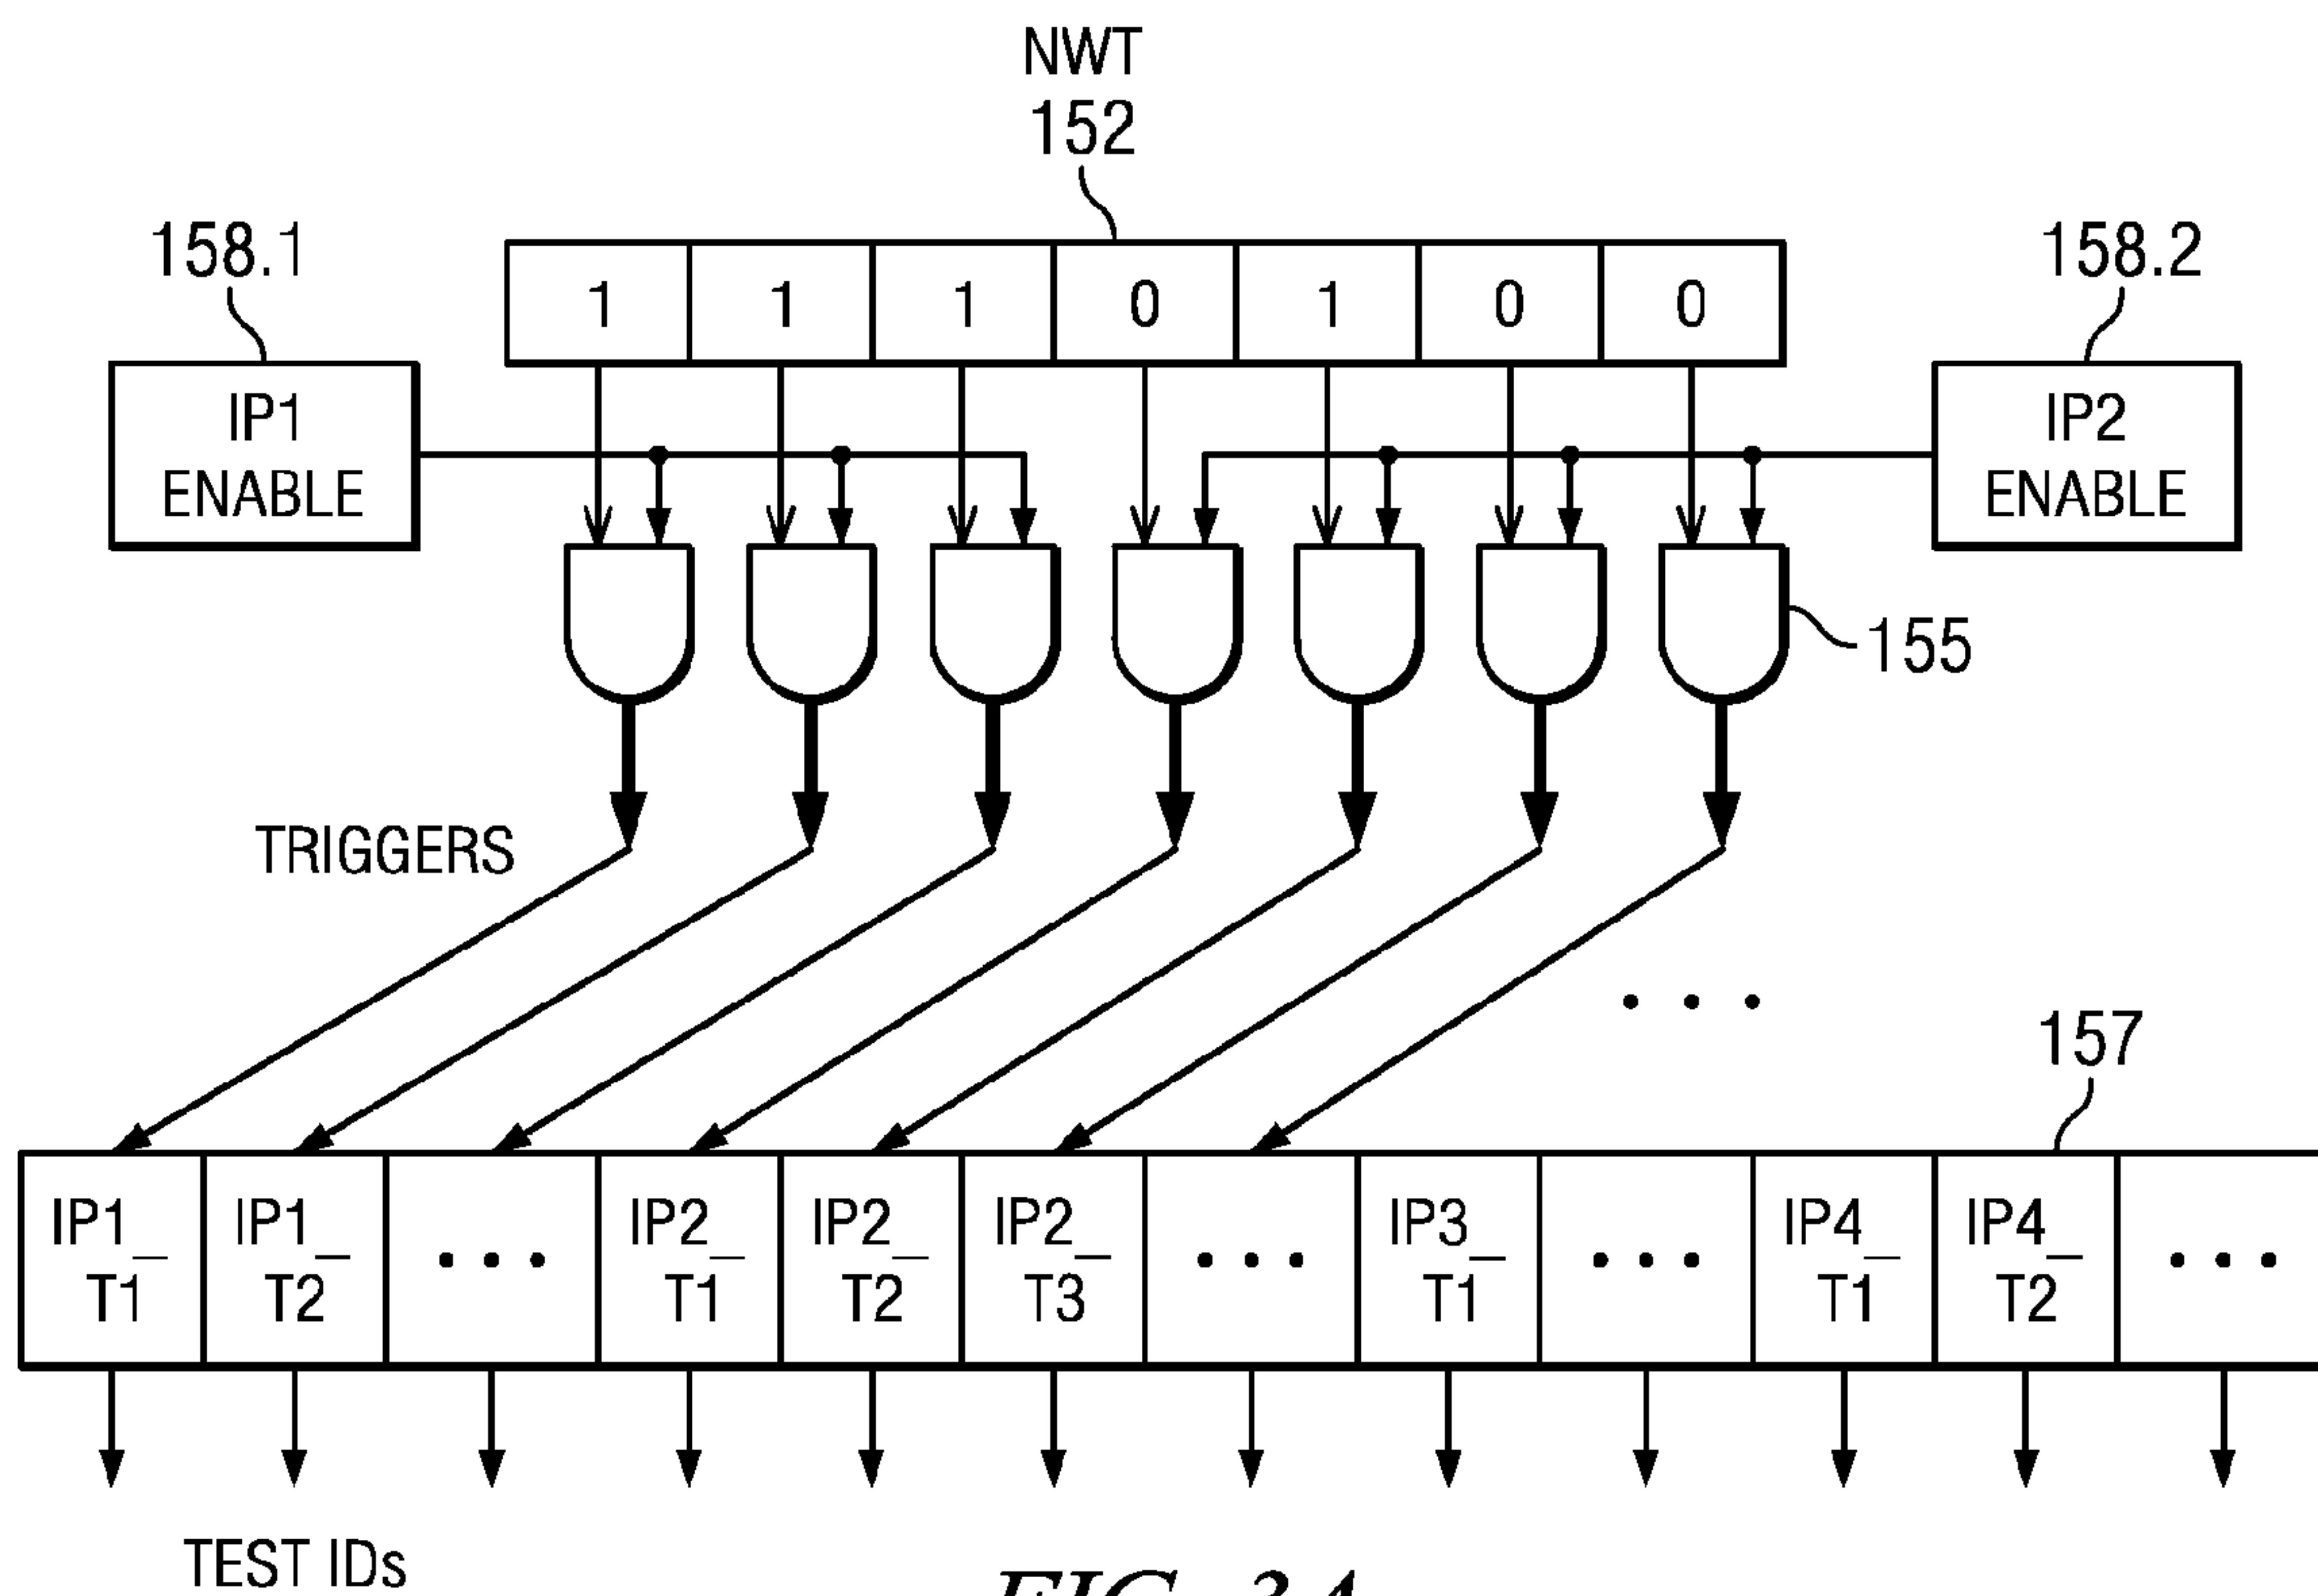 NWT
152
158.1
158.2
1 1 1 0 1 0 0
IP1
ENABLE
IP2
ENABLE
155
TRIGGERS
157
IP1_
T1
IP1_
T2
• • •
IP2_
T1
IP2_
T2
IP2_
T3
• • •
IP3_
T1
• • •
IP4_
T1
IP4_
T2
• • •
TEST IDs